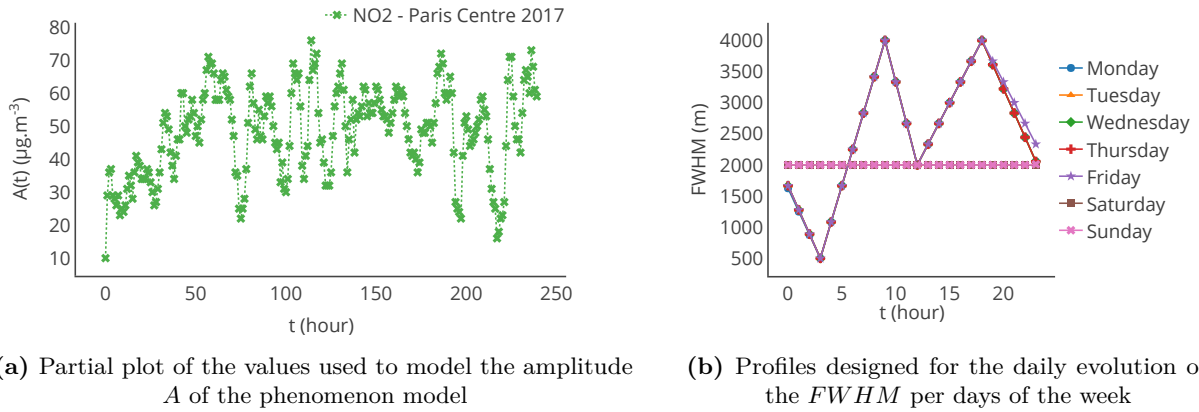 NO2 - Paris Centre 2017
80
70
60
50
40
30
20
10
A(t) (µg.m-3)
0
50
100
150
200
250
t (hour)
4000
3500
3000
2500
2000
1500
1000
500
FWHM (m)
0
5
10
15
20
t (hour)
Monday
Tuesday
Wednesday
Thursday
Friday
Saturday
Sunday
a) Partial plot of the values used to model the amplitude
A of the phenomenon model
(b) Profiles designed for the daily evolution o
the FWHM per days of the week